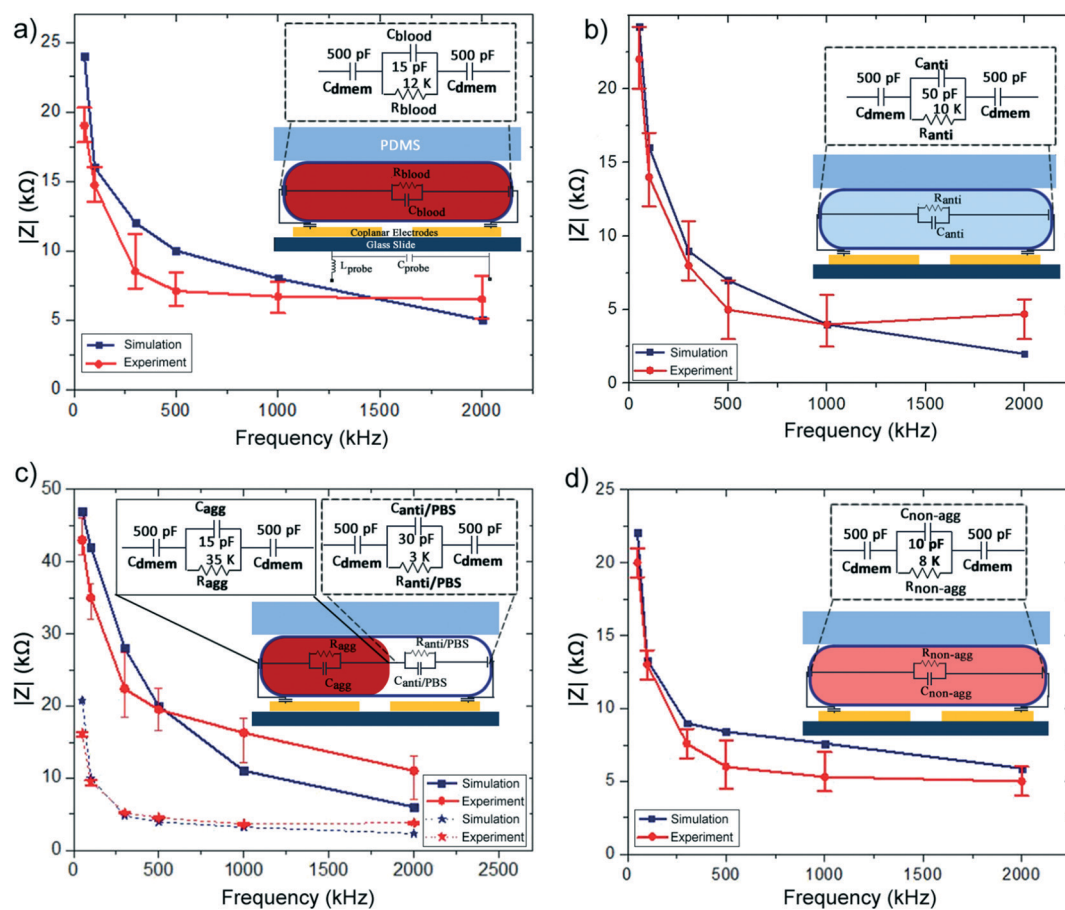 a)
25
20
15
10
5
0
|Z| (kΩ)
0 500 1000 1500 2000
Frequency (kHz)
Simulation
Experiment
Cblood
500 pF 15 pF 500 pF
12 K
Cdmem Cdmem
Rblood
PDMS
Rblood
Cblood
Coplanar Electrodes
Glass Slide
Lprobe Cprobe
b)
20
15
10
5
0
|Z| (kΩ)
0 500 1000 1500 2000
Frequency (kHz)
Simulation
Experiment
Canti
500 pF 500 pF
50 pF
10 K
Cdmem Cdmem
Ranti
Ranti
Canti
c)
50
40
30
20
10
0
|Z| (kΩ)
0 500 1000 1500 2000 2500
Frequency (kHz)
Simulation
Experiment
Simulation
Experiment
Cagg
500 pF 500 pF
15 pF
35 K
Cdmem Cdmem
Ragg
Canti/PBS
500 pF 500 pF
30 pF
3 K
Cdmem Cdmem
Ranti/PBS
Ragg
Cagg
Ranti/PBS
Canti/PBS
d)
25
20
15
10
5
0
|Z| (kΩ)
0 500 1000 1500 2000
Frequency (kHz)
Simulation
Experiment
Cnon-agg
500 pF 500 pF
10 pF
8 K
Cdmem Cdmem
Rnon-agg
Rnon-agg
Cnon-agg